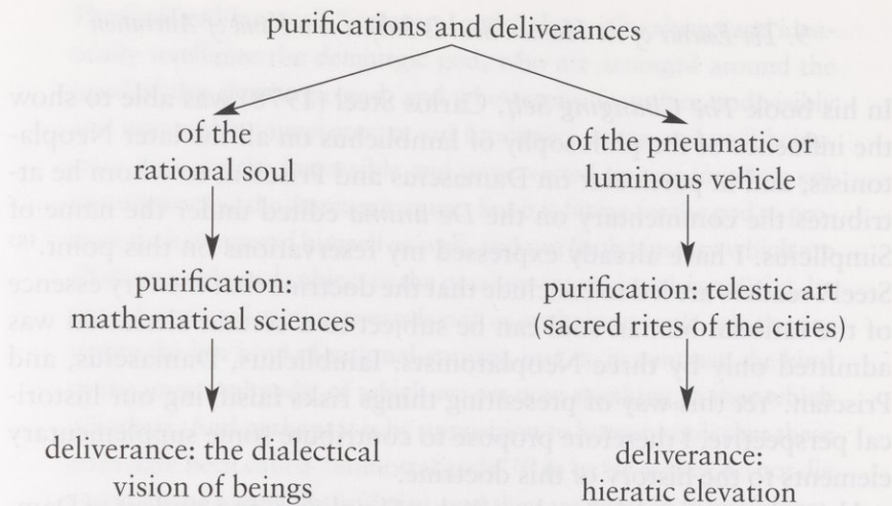 purifications and deliverances
of the
rational soul
of the pneumatic or
luminous vehicle
purification:
mathematical sciences
purification: telestic art
(sacred rites of the cities)
deliverance: the dialectical
vision of beings
deliverance:
hieratic elevation